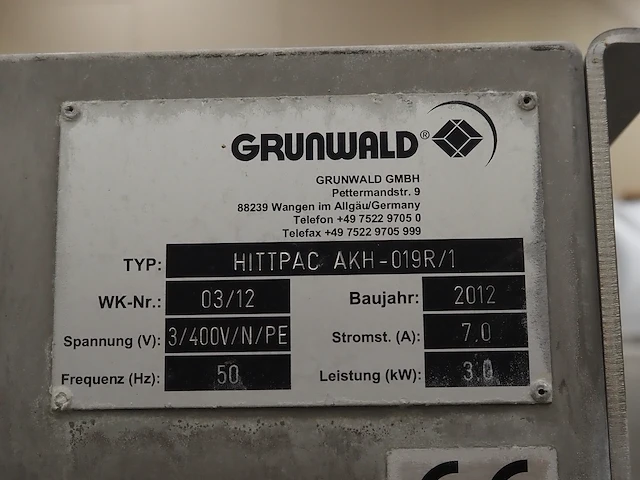 GRUNWALD®
GRUNWALD GMBH
Pettermandstr. 9
88239 Wangen im Allgäu/Germany
Telefon +49 7522 9705 0
Telefax +49 7522 9705 999
TYP: HITTPAC AKH-019R/1
WK-Nr.: 03/12 Baujahr: 2012
Spannung (V): 3/400V/N/PE Stromst. (A): 7.0
Frequenz (Hz): 50 Leistung (kW): 3.0
CE